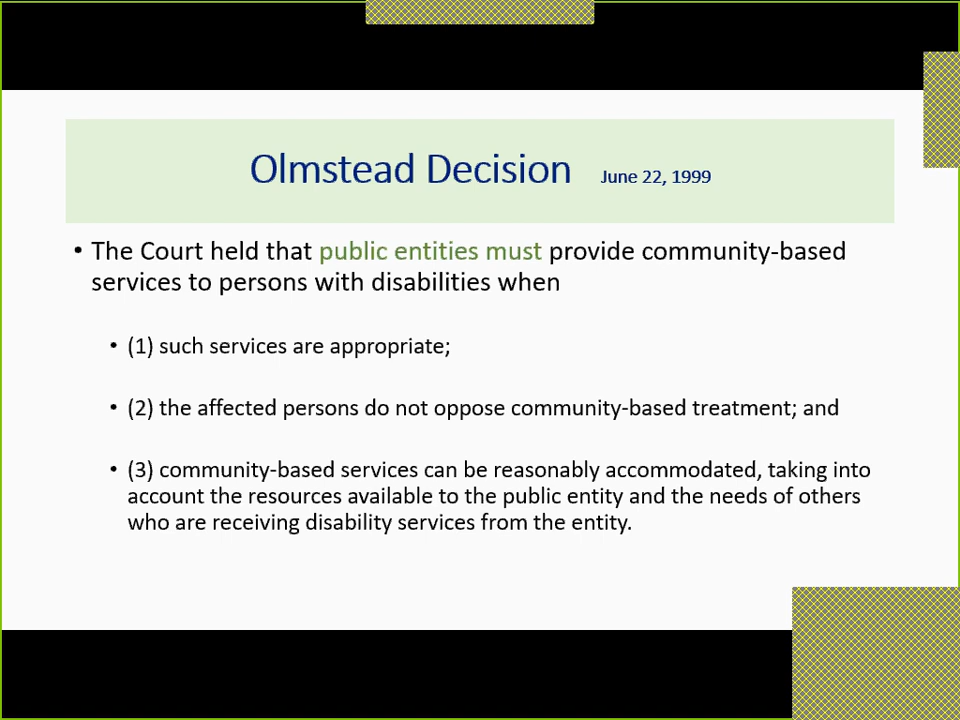 Olmstead Decision June 22, 1999
• The Court held that public entities must provide community-based
services to persons with disabilities when
• (1) such services are appropriate;
• (2) the affected persons do not oppose community-based treatment; and
• (3) community-based services can be reasonably accommodated, taking into
account the resources available to the public entity and the needs of others
who are receiving disability services from the entity.